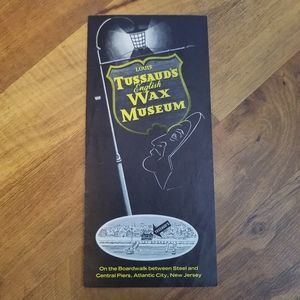 LOUIS
TUSSAUD'S
English
WAX
MUSEUM
On the Boardwalk between Steel and
Central Piers, Atlantic City, New Jersey